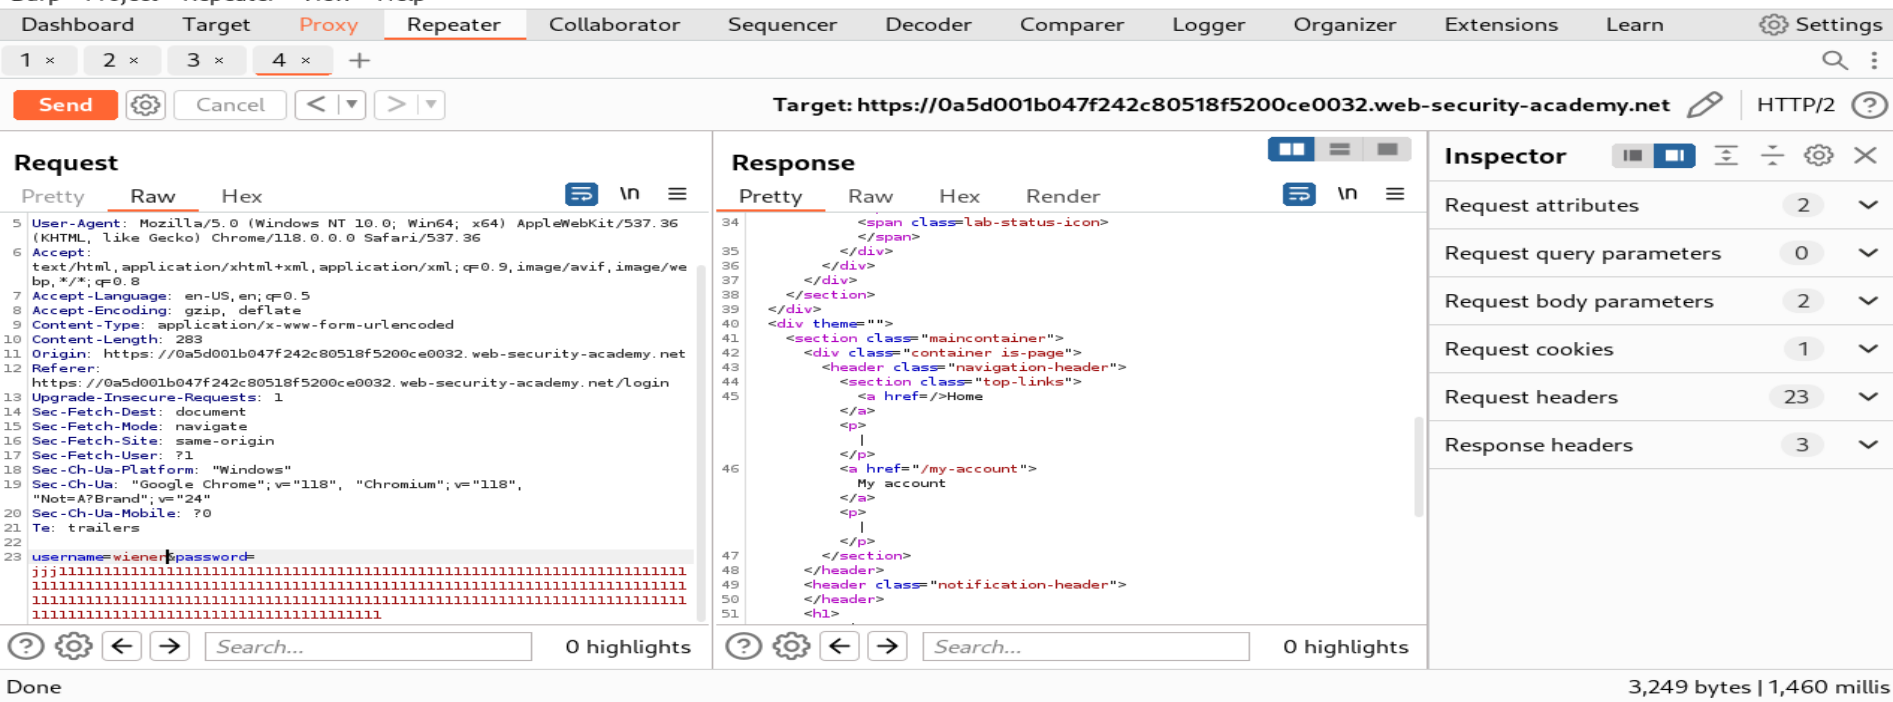 Dashboard Target Proxy Repeater Collaborator Sequencer Decoder Comparer Logger Organizer Extensions Learn Settings
1 × 2 × 3 × 4 × +
Send Cancel < > Target: https://0a5d001b047f242c80518f5200ce0032.web-security-academy.net HTTP/2 ?
Request
Pretty Raw Hex \n
5 User-Agent: Mozilla/5.0 (Windows NT 10.0; Win64; x64) AppleWebKit/537.36
(KHTML, like Gecko) Chrome/118.0.0.0 Safari/537.36
6 Accept:
text/html,application/xhtml+xml,application/xml;q=0.9,image/avif,image/we
bp,*/*;q=0.8
7 Accept-Language: en-US,en;q=0.5
8 Accept-Encoding: gzip, deflate
9 Content-Type: application/x-www-form-urlencoded
10 Content-Length: 283
11 Origin: https://0a5d001b047f242c80518f5200ce0032.web-security-academy.net
12 Referer:
https://0a5d001b047f242c80518f5200ce0032.web-security-academy.net/login
13 Upgrade-Insecure-Requests: 1
14 Sec-Fetch-Dest: document
15 Sec-Fetch-Mode: navigate
16 Sec-Fetch-Site: same-origin
17 Sec-Fetch-User: ?1
18 Sec-Ch-Ua-Platform: "Windows"
19 Sec-Ch-Ua: "Google Chrome";v="118", "Chromium";v="118",
"Not=A?Brand";v="24"
20 Sec-Ch-Ua-Mobile: ?0
21 Te: trailers
22
23 username=wiener&password=
jjj1111111111111111111111111111111111111111111111111111111111111111111111
1111111111111111111111111111111111111111111111111111111111111111111111111
1111111111111111111111111111111111111111111111111111111111111111111111111
111111111111111111111111111111111111111
? Search... 0 highlights
Response
Pretty Raw Hex Render \n
34 <span class=lab-status-icon>
</span>
35 </div>
36 </div>
37 </div>
38 </section>
39 </div>
40 <div theme="">
41 <section class="maincontainer">
42 <div class="container is-page">
43 <header class="navigation-header">
44 <section class="top-links">
45 <a href=/>Home
</a>
<p>
|
</p>
46 <a href="/my-account">
My account
</a>
<p>
|
</p>
47 </section>
48 </header>
49 <header class="notification-header">
50 </header>
51 <h1>
? Search... 0 highlights
Inspector
Request attributes 2
Request query parameters 0
Request body parameters 2
Request cookies 1
Request headers 23
Response headers 3
Done 3,249 bytes | 1,460 millis